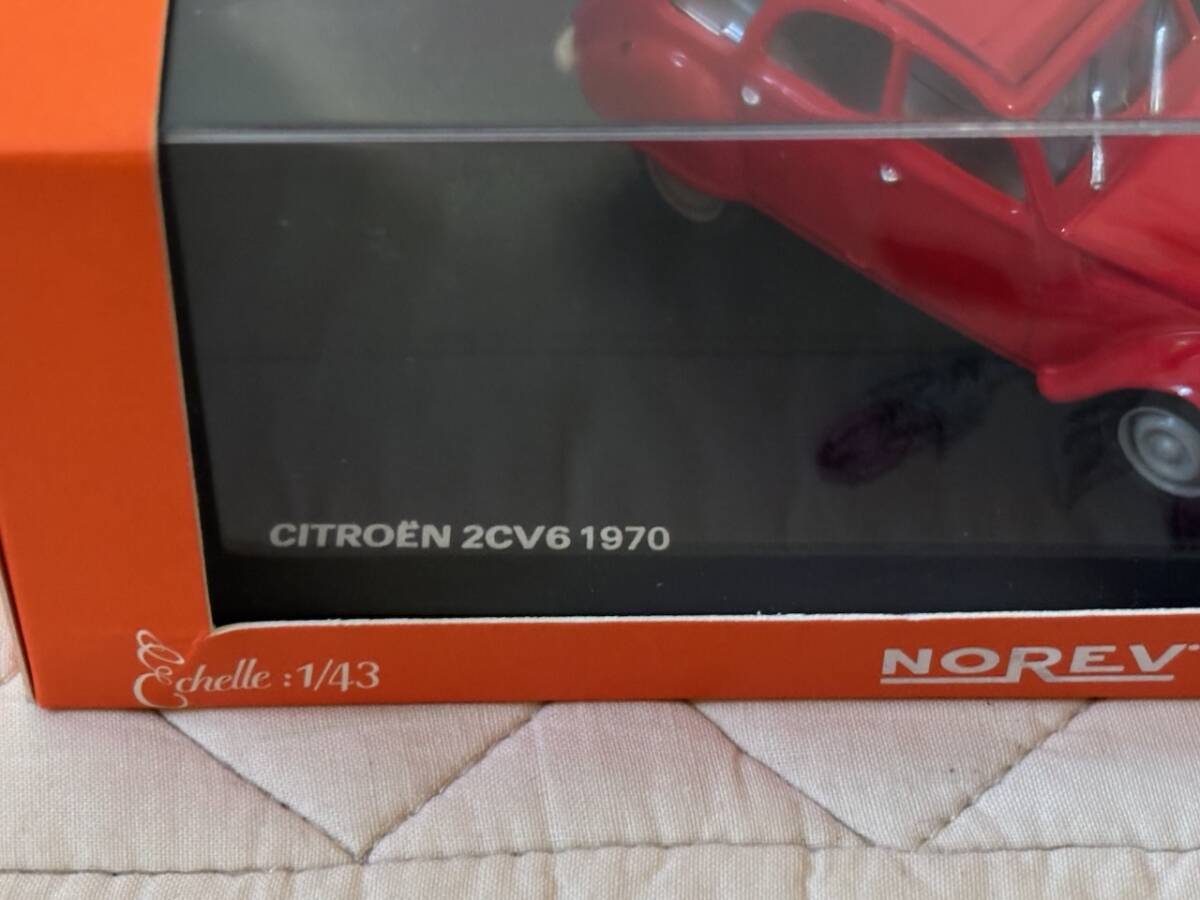 CITROËN 2CV6 1970
Echelle : 1/43
NOREV